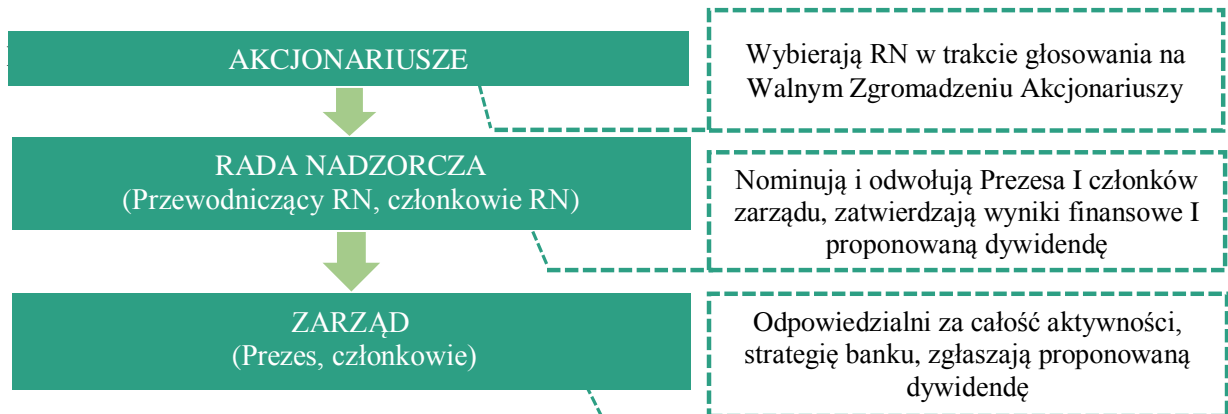 AKCJONARIUSZE
Wybierają RN w trakcie głosowania na
Walnym Zgromadzeniu Akcjonariuszy
RADA NADZORCZA
(Przewodniczący RN, członkowie RN)
Nominują i odwołują Prezesa I członków
zarządu, zatwierdzają wyniki finansowe I
proponowaną dywidendę
ZARZĄD
(Prezes, członkowie)
Odpowiedzialni za całość aktywności,
strategię banku, zgłaszają proponowaną
dywidendę